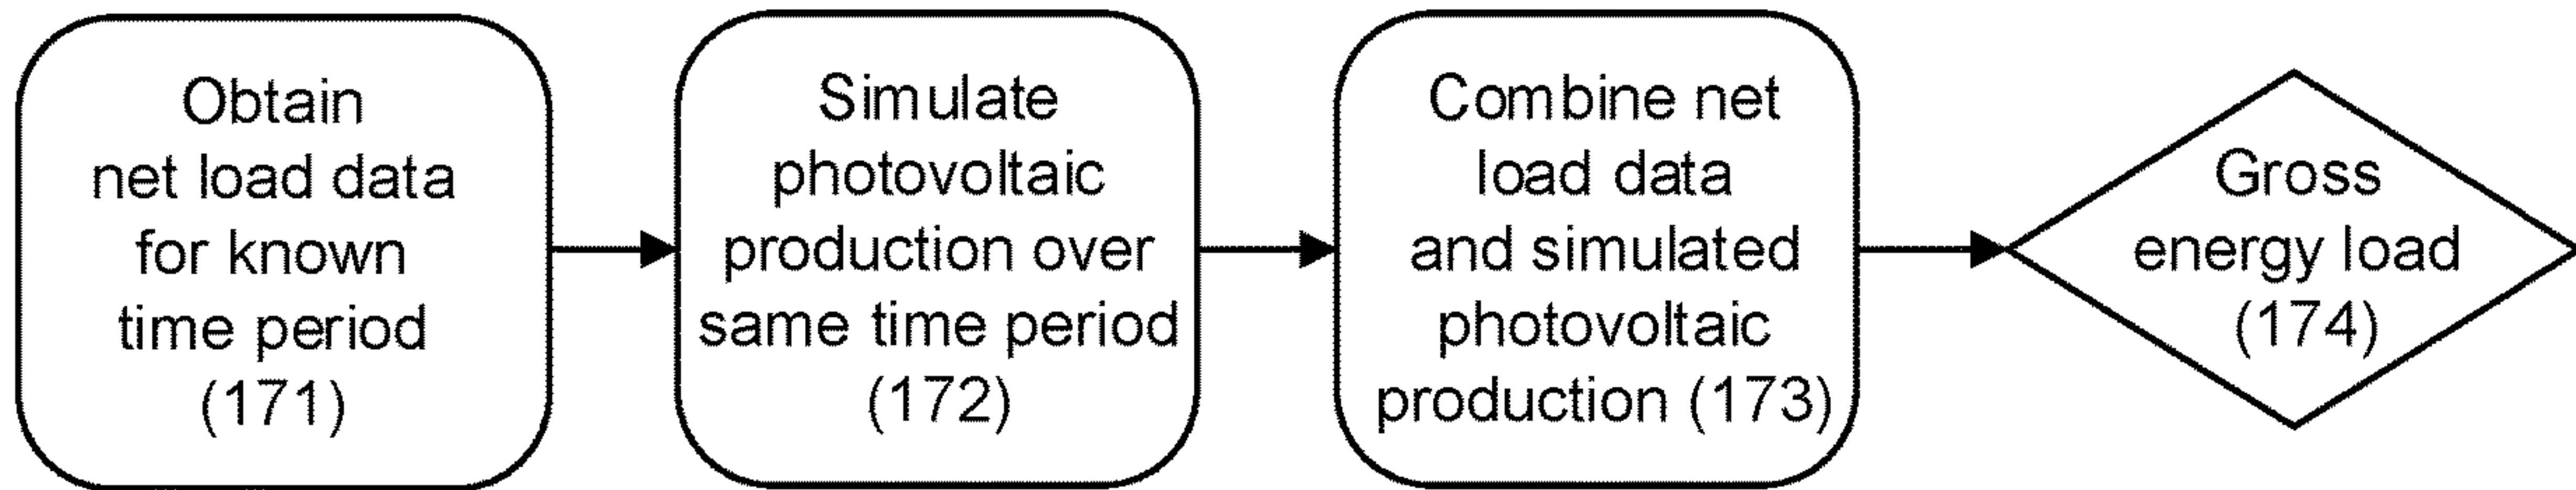 Obtain
net load data
for known
time period
(171)
Simulate
photovoltaic
production over
same time period
(172)
Combine net
load data
and simulated
photovoltaic
production (173)
Gross
energy load
(174)